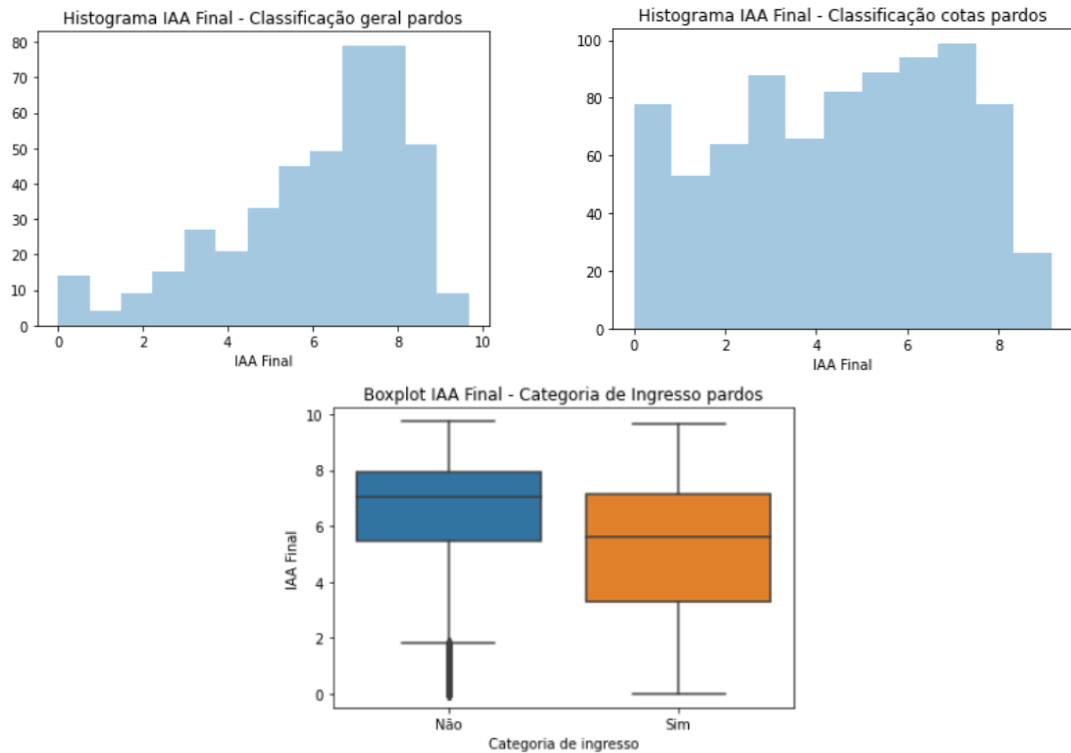 Histograma IAA Final - Classificação geral pardos
80
70
60
50
40
30
20
10
0
0 2 4 6 8 10
IAA Final
Histograma IAA Final - Classificação cotas pardos
100
80
60
40
20
0
0 2 4 6 8
IAA Final
Boxplot IAA Final - Categoria de Ingresso pardos
10
8
6
4
2
0
IAA Final
Não Sim
Categoria de ingresso